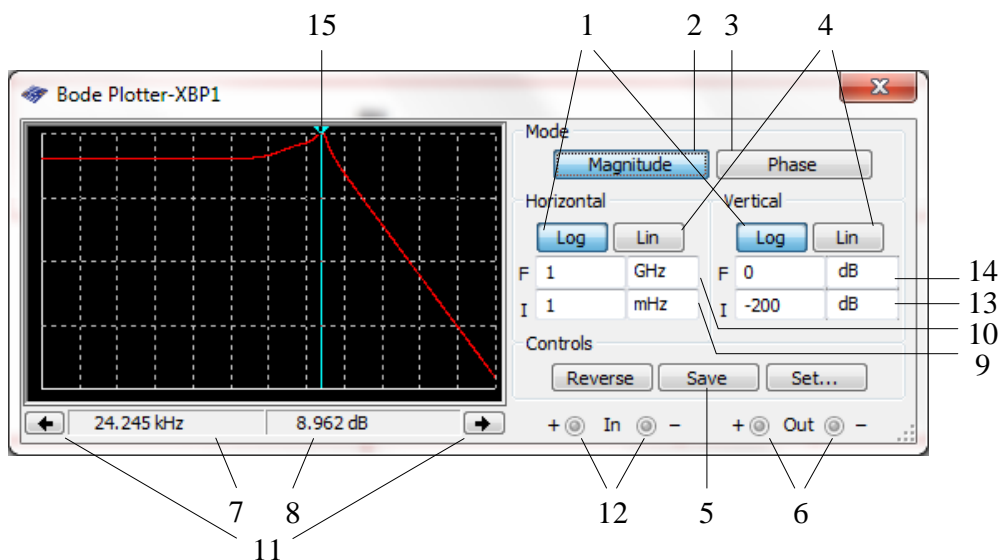 15 1 2 3 4
Bode Plotter-XBP1
X
Mode
Magnitude Phase
Horizontal Vertical
Log Lin Log Lin
F 1 GHz F 0 dB 14
I 1 mHz I -200 dB 13
10
Controls 9
Reverse Save Set...
24.245 kHz 8.962 dB + In - + Out -
7 8 12 5 6
11